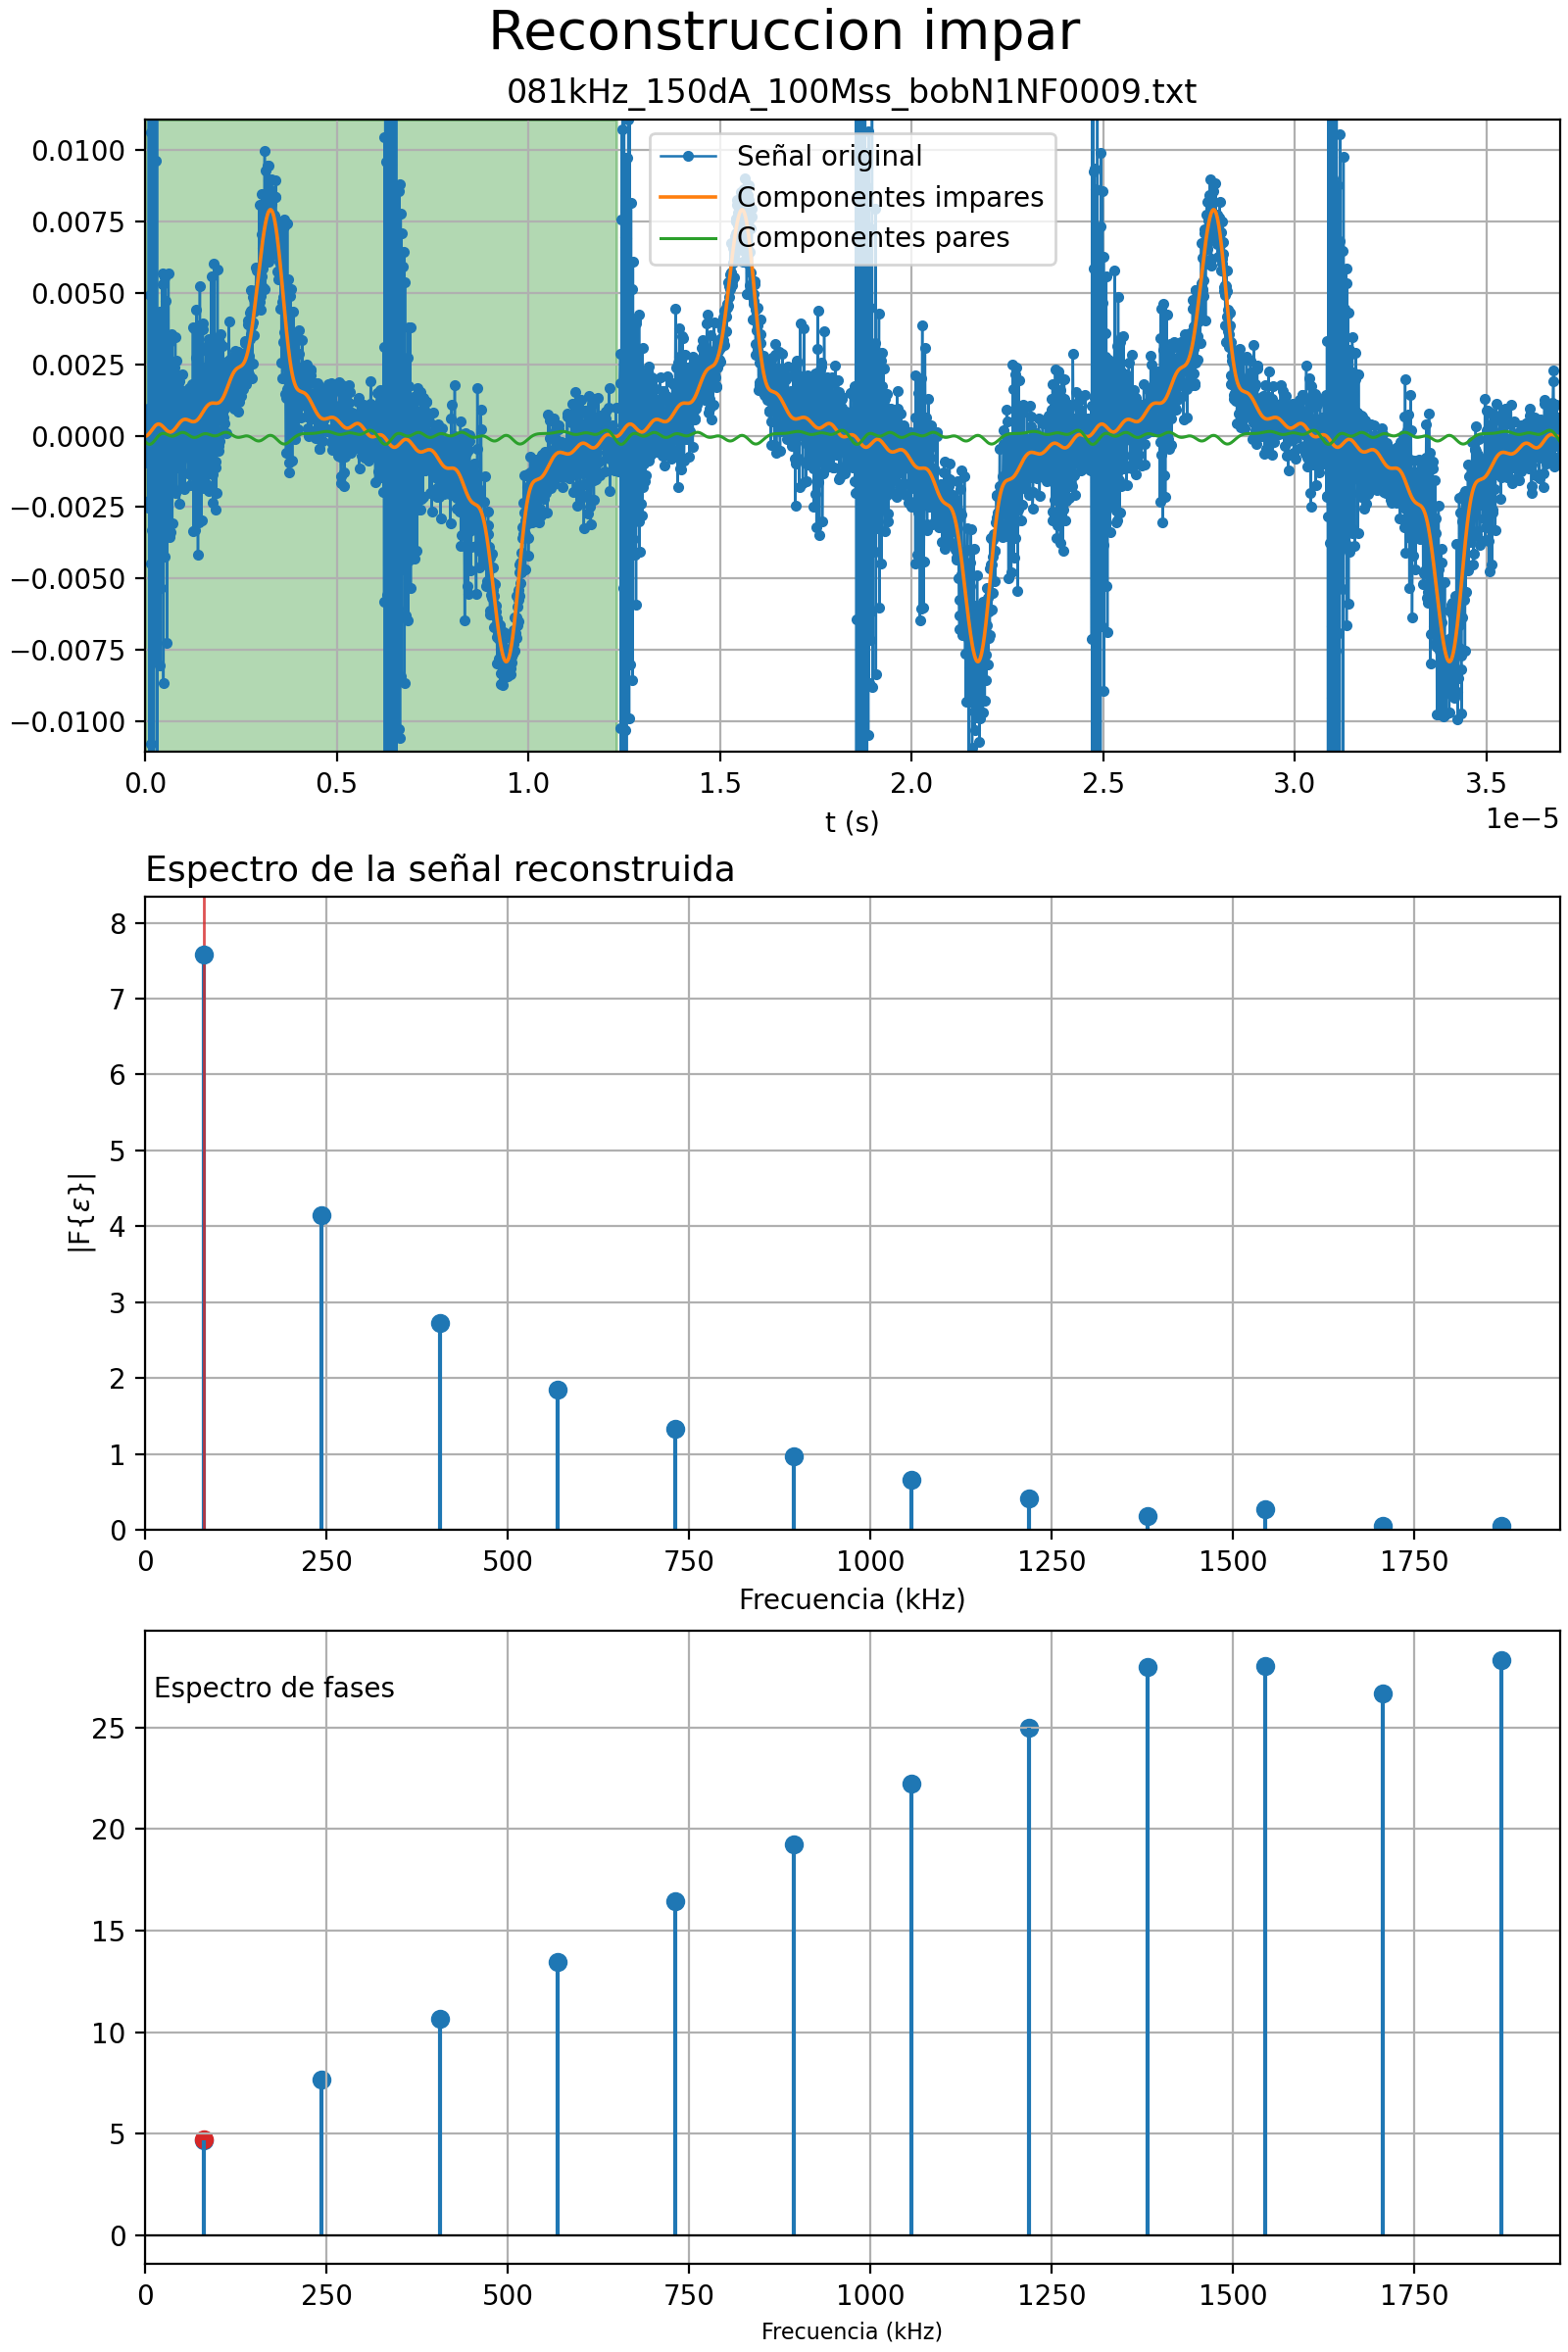 Reconstruccion impar
081kHz_150dA_100Mss_bobN1NF0009.txt
0.0100
0.0075
0.0050
0.0025
0.0000
−0.0025
−0.0050
−0.0075
−0.0100
Señal original
Componentes impares
Componentes pares
0.0 0.5 1.0 1.5 2.0 2.5 3.0 3.5
1e−5
t (s)
Espectro de la señal reconstruida
8
7
6
5
4
3
2
1
0
|F{ε}|
0 250 500 750 1000 1250 1500 1750
Frecuencia (kHz)
Espectro de fases
25
20
15
10
5
0
0 250 500 750 1000 1250 1500 1750
Frecuencia (kHz)